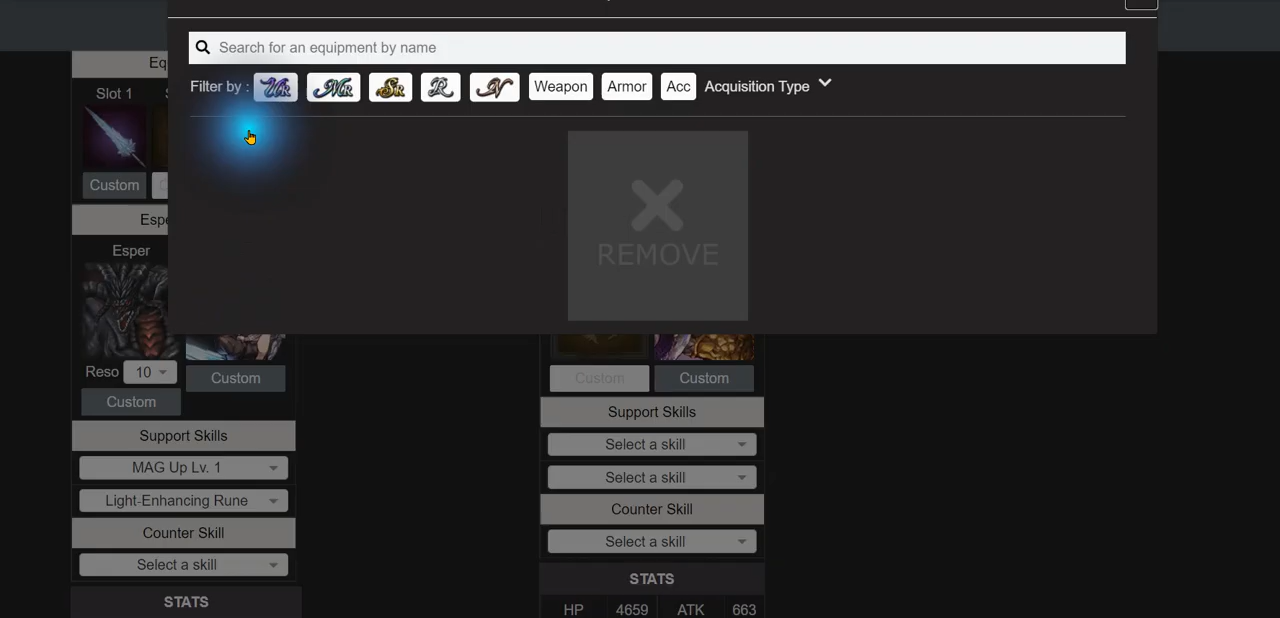 Search for an equipment by name
Filter by : UR MR SR R N Weapon Armor Acc Acquisition Type
Slot 1
REMOVE
Custom
Esper
Reso 10
Custom
Custom
Custom
Custom
Support Skills
MAG Up Lv. 1
Light-Enhancing Rune
Counter Skill
Select a skill
STATS
Support Skills
Select a skill
Select a skill
Counter Skill
Select a skill
STATS
HP 4659 ATK 663